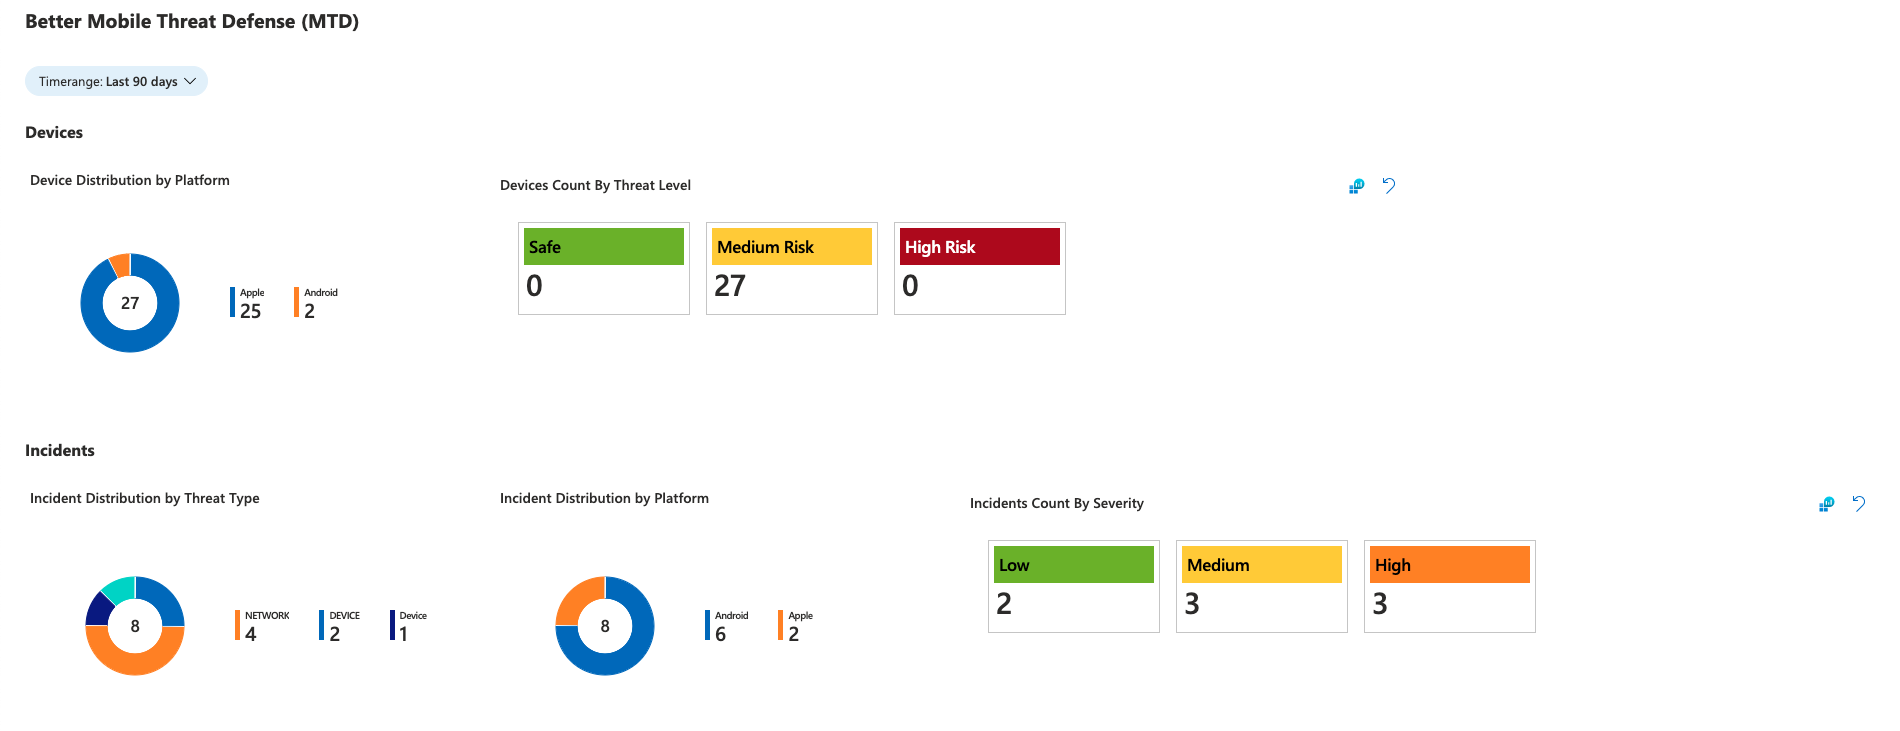 Better Mobile Threat Defense (MTD)
Timerange: Last 90 days
Devices
Device Distribution by Platform
27
Apple
25
Android
2
Devices Count By Threat Level
Safe
0
Medium Risk
27
High Risk
0
Incidents
Incident Distribution by Threat Type
8
NETWORK
4
DEVICE
2
Device
1
Incident Distribution by Platform
8
Android
6
Apple
2
Incidents Count By Severity
Low
2
Medium
3
High
3